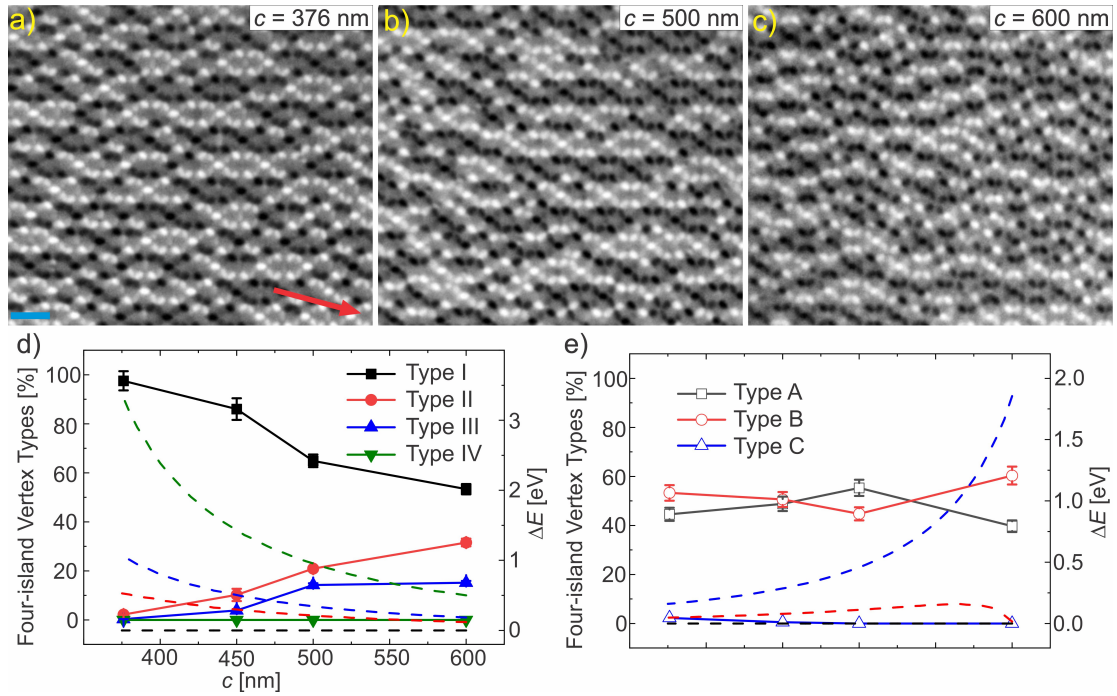 a)
c = 376 nm
b)
c = 500 nm
c)
c = 600 nm
d)
Four-island Vertex Types [%]
100
80
60
40
20
0
Type I
Type II
Type III
Type IV
3
2
1
0
ΔE [eV]
400
450
500
550
600
c [nm]
e)
Four-island Vertex Types [%]
100
80
60
40
20
0
Type A
Type B
Type C
2.0
1.5
1.0
0.5
0.0
ΔE [eV]